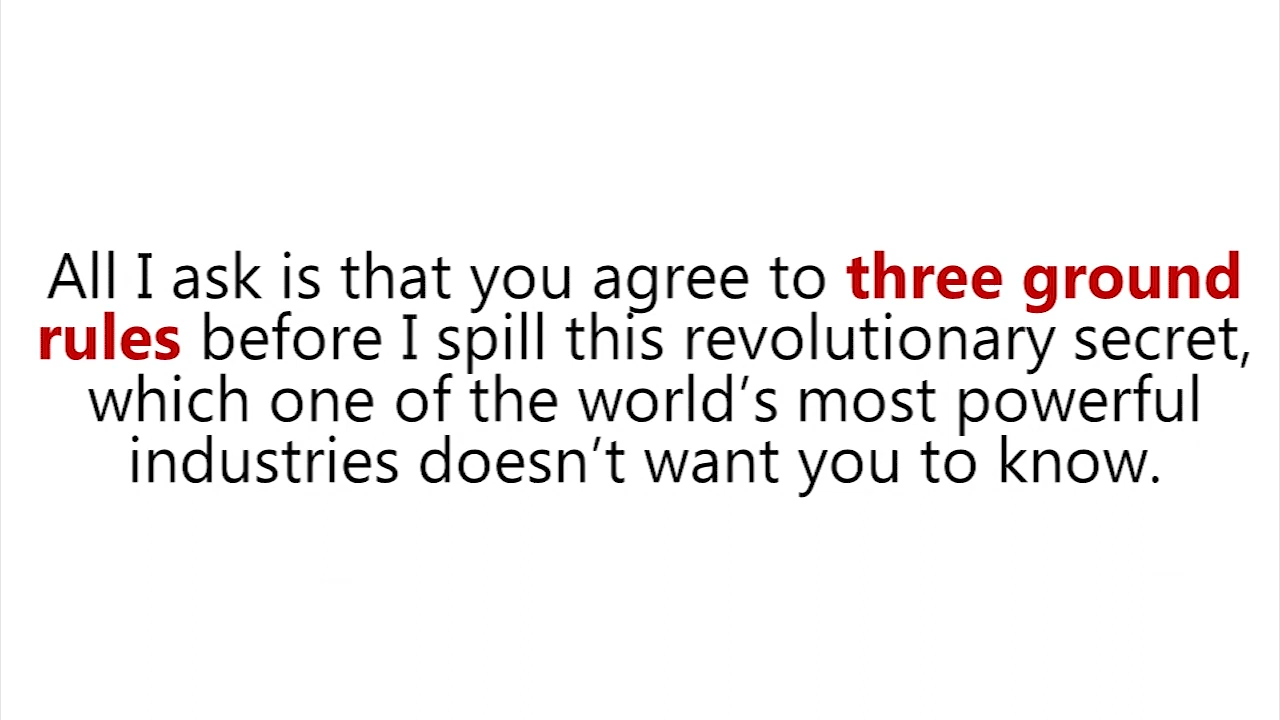 All I ask is that you agree to three ground
rules before I spill this revolutionary secret,
which one of the world’s most powerful
industries doesn’t want you to know.